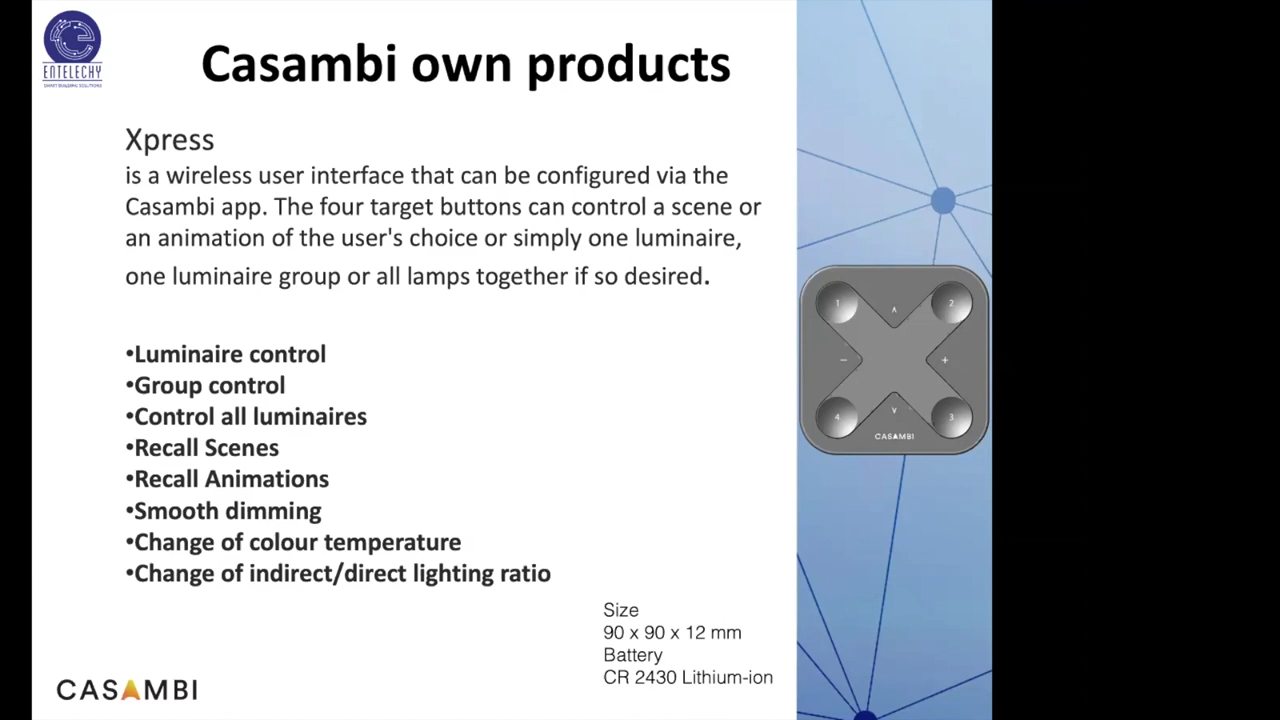 ENTELECHY
SMART BUILDING SOLUTIONS
Casambi own products
Xpress
is a wireless user interface that can be configured via the
Casambi app. The four target buttons can control a scene or
an animation of the user's choice or simply one luminaire,
one luminaire group or all lamps together if so desired.
•Luminaire control
•Group control
•Control all luminaires
•Recall Scenes
•Recall Animations
•Smooth dimming
•Change of colour temperature
•Change of indirect/direct lighting ratio
Size
90 x 90 x 12 mm
Battery
CR 2430 Lithium-ion
CASAMBI
1 ∧ 2
− +
4 ∨ 3
CASAMBI